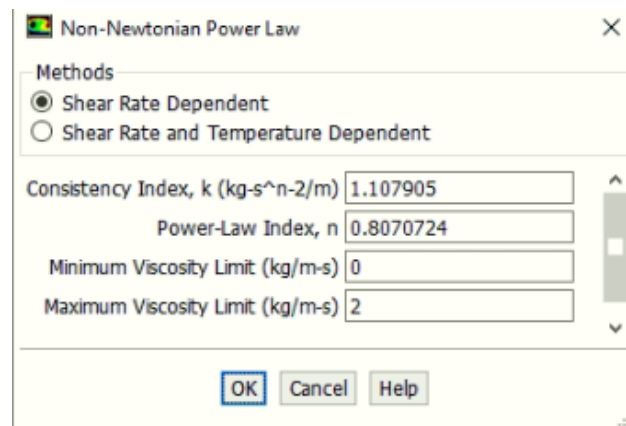 Non-Newtonian Power Law
Methods
Shear Rate Dependent
Shear Rate and Temperature Dependent
Consistency Index, k (kg-s^n-2/m) 1.107905
Power-Law Index, n 0.8070724
Minimum Viscosity Limit (kg/m-s) 0
Maximum Viscosity Limit (kg/m-s) 2
OK Cancel Help